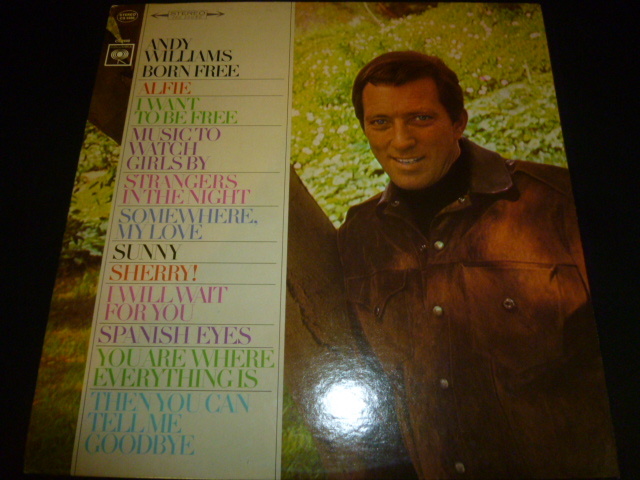 STEREO
ANDY
WILLIAMS
BORN FREE
ALFIE
I WANT
TO BE FREE
MUSIC TO
WATCH
GIRLS BY
STRANGERS
IN THE NIGHT
SOMEWHERE,
MY LOVE
SUNNY
SHERRY!
I WILL WAIT
FOR YOU
SPANISH EYES
YOU ARE WHERE
EVERYTHING IS
THEN YOU CAN
TELL ME
GOODBYE